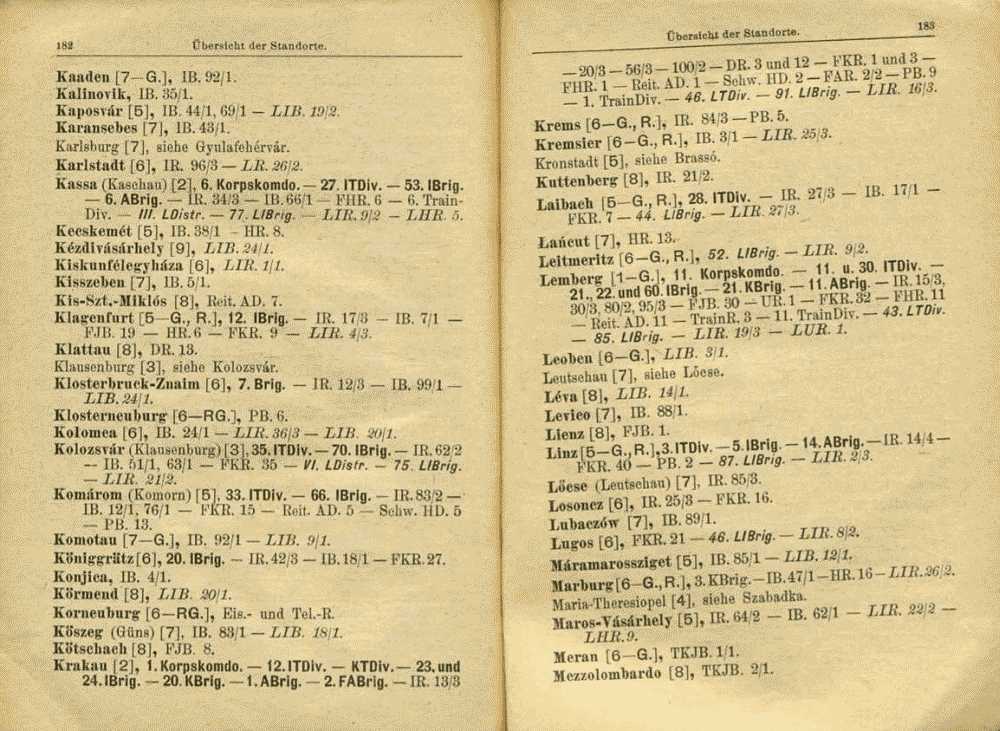 182 Übersicht der Standorte.
Kaaden [7—G.], IB. 92/1.
Kalinovik, IB. 35/1.
Kaposvár [5], IB. 44/1, 69/1 — LIB. 19/2.
Karansebes [7], IB. 43/1.
Karlsburg [7], siehe Gyulafehérvár.
Karlstadt [6], IR. 96/3 — LR. 26/2.
Kassa (Kaschau) [2], 6. Korpskomdo. — 27. ITDiv. — 53. IBrig.
— 6. ABrig. — IR. 34/3 — IB. 66/1 — FHR. 6 — 6. Train-
Div. — III. LDistr. — 77. LIBrig. — LIR. 9/2 — LHR. 5.
Kecskemét [5], IB. 38/1 — HR. 8.
Kézdivásárhely [9], LIB. 24/1.
Kiskunfélegyháza [6], LIR. 1/1.
Kisszeben [7], IB. 5/1.
Kis-Szt.-Miklós [8], Reit. AD. 7.
Klagenfurt [5—G., R.], 12. IBrig. — IR. 17/3 — IB. 7/1 —
FJB. 19 — HR. 6 — FKR. 9 — LIR. 4/3.
Klattau [8], DR. 13.
Klausenburg [3], siehe Kolozsvár.
Klosterbruck-Znaim [6], 7. Brig. — IR. 12/3 — IB. 99/1 —
LIB. 24/1.
Klosterneuburg [6—RG.], PB. 6.
Kolomea [6], IB. 24/1 — LIR. 36/3 — LIB. 20/1.
Kolozsvár (Klausenburg) [3], 35. ITDiv. — 70. IBrig. — IR. 62/2
— IB. 51/1, 63/1 — FKR. 35 — VI. LDistr. — 75. LIBrig.
— LIR. 21/2.
Komárom (Komorn) [5], 33. ITDiv. — 66. IBrig. — IR. 83/2 —
IB. 12/1, 76/1 — FKR. 15 — Reit. AD. 5 — Schw. HD. 5
— PB. 13.
Komotau [7—G.], IB. 92/1 — LIB. 9/1.
Königgrätz [6], 20. IBrig. — IR. 42/3 — IB. 18/1 — FKR. 27.
Konjica, IB. 4/1.
Körmend [8], LIB. 20/1.
Korneuburg [6—RG.], Eis.- und Tel.-R.
Köszeg (Güns) [7], IB. 83/1 — LIB. 18/1.
Kötschach [8], FJB. 8.
Krakau [2], 1. Korpskomdo. — 12. ITDiv. — KTDiv. — 23. und
24. IBrig. — 20. KBrig. — 1. ABrig. — 2. FABrig. — IR. 13/3
Übersicht der Standorte. 183
— 20/3 — 56/3 — 100/2 — DR. 3 und 12 — FKR. 1 und 3 —
FHR. 1 — Reit. AD. 1 — Schw. HD. 2 — FAR. 2/2 — PB. 9
— 1. TrainDiv. — 46. LTDiv. — 91. LIBrig. — LIR. 16/3.
Krems [6—G., R.], IR. 84/3 — PB. 5.
Kremsier [6—G., R.], IB. 3/1 — LIR. 25/3.
Kronstadt [5], siehe Brassó.
Kuttenberg [8], IR. 21/2.
Laibach [5—G., R.], 28. ITDiv. — IR. 27/3 — IB. 17/1 —
FKR. 7 — 44. LIBrig. — LIR. 27/3.
Łańcut [7], HR. 13.
Leitmeritz [6—G., R.], 52. LIBrig. — LIR. 9/2.
Lemberg [1—G.], 11. Korpskomdo. — 11. u. 30. ITDiv. —
21., 22. und 60. IBrig. — 21. KBrig. — 11. ABrig. — IR. 15/3,
30/3, 80/2, 95/3 — FJB. 30 — UR. 1 — FKR. 32 — FHR. 11
— Reit. AD. 11 — TrainR. 3 — 11. TrainDiv. — 43. LTDiv.
— 85. LIBrig. — LIR. 19/3 — LUR. 1.
Leoben [6—G.], LIB. 3/1.
Leutschau [7], siehe Lőcse.
Léva [8], LIB. 14/1.
Levico [7], IB. 88/1.
Lienz [8], FJB. 1.
Linz [5—G., R.], 3. ITDiv. — 5. IBrig. — 14. ABrig. — IR. 14/4 —
FKR. 40 — PB. 2 — 87. LIBrig. — LIR. 2/3.
Lőcse (Leutschau) [7], IR. 85/3.
Losoncz [6], IR. 25/3 — FKR. 16.
Lubaczów [7], IB. 89/1.
Lugos [6], FKR. 21 — 46. LIBrig. — LIR. 8/2.
Máramarossziget [5], IB. 85/1 — LIB. 12/1.
Marburg [6—G., R.], 3. KBrig. — IB. 47/1 — HR. 16 — LIR. 26/2.
Maria-Theresiopel [4], siehe Szabadka.
Maros-Vásárhely [5], IR. 64/2 — IB. 62/1 — LIR. 22/2 —
LHR. 9.
Meran [6—G.], TKJB. 1/1.
Mezzolombardo [8], TKJB. 2/1.